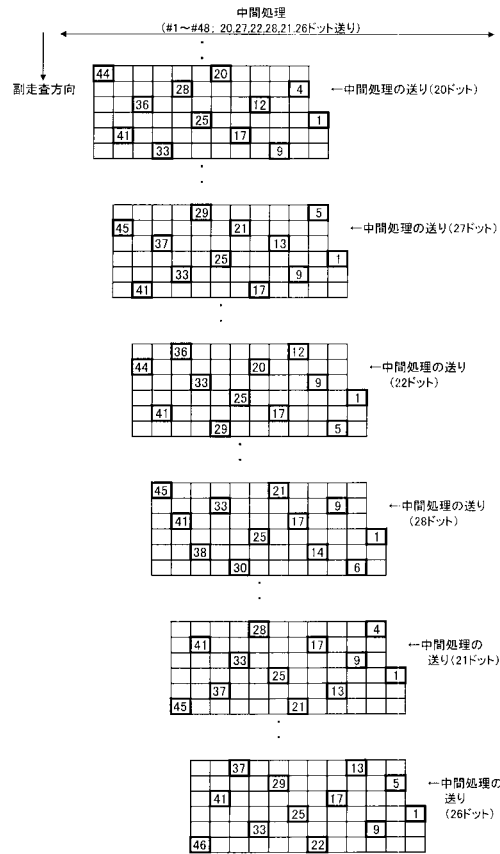 中間処理
(#1～#48; 20,27,22,28,21,26ドット送り)
副走査方向
44 20
28 4 ←中間処理の送り(20ドット)
36 12
25 1
41 17
33 9
29 5
45 21 ←中間処理の送り(27ドット)
37 13
25 1
33 9
41 17
36 12
44 20 ←中間処理の送り
33 9 (22ドット)
25 1
41 17
29 5
45 21
33 9 ←中間処理の送り
41 17 (28ドット)
25 1
38 14
30 6
28 4
41 17 ←中間処理の
33 9 送り(21ドット)
25 1
37 13
45 21
37 13
29 5 ←中間処理の
41 17 送り
25 1 (26ドット)
33 9
46 22